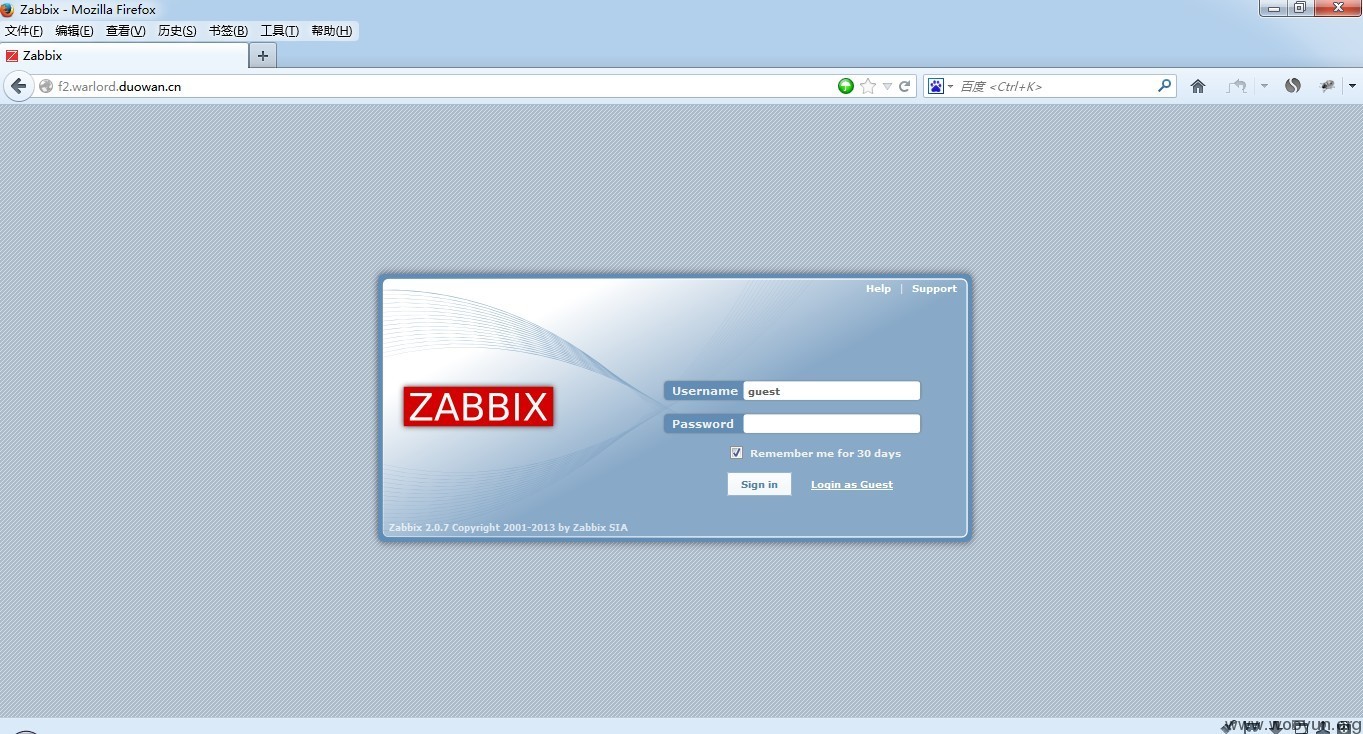 Zabbix - Mozilla Firefox
文件(F) 编辑(E) 查看(V) 历史(S) 书签(B) 工具(T) 帮助(H)
Zabbix
f2.warlord.duowan.cn
百度 <Ctrl+K>
Help | Support
ZABBIX
Username guest
Password
Remember me for 30 days
Sign in Login as Guest
Zabbix 2.0.7 Copyright 2001-2013 by Zabbix SIA
www.wooyun.org